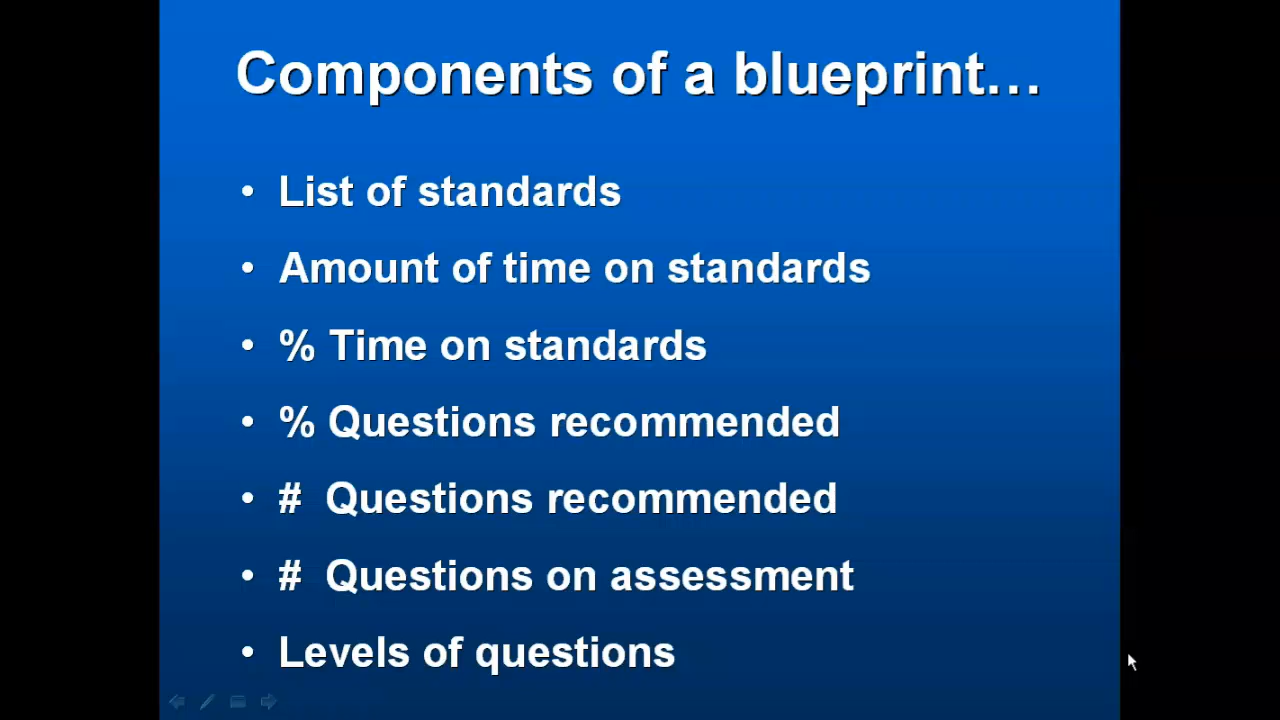 Components of a blueprint…
• List of standards
• Amount of time on standards
• % Time on standards
• % Questions recommended
• # Questions recommended
• # Questions on assessment
• Levels of questions